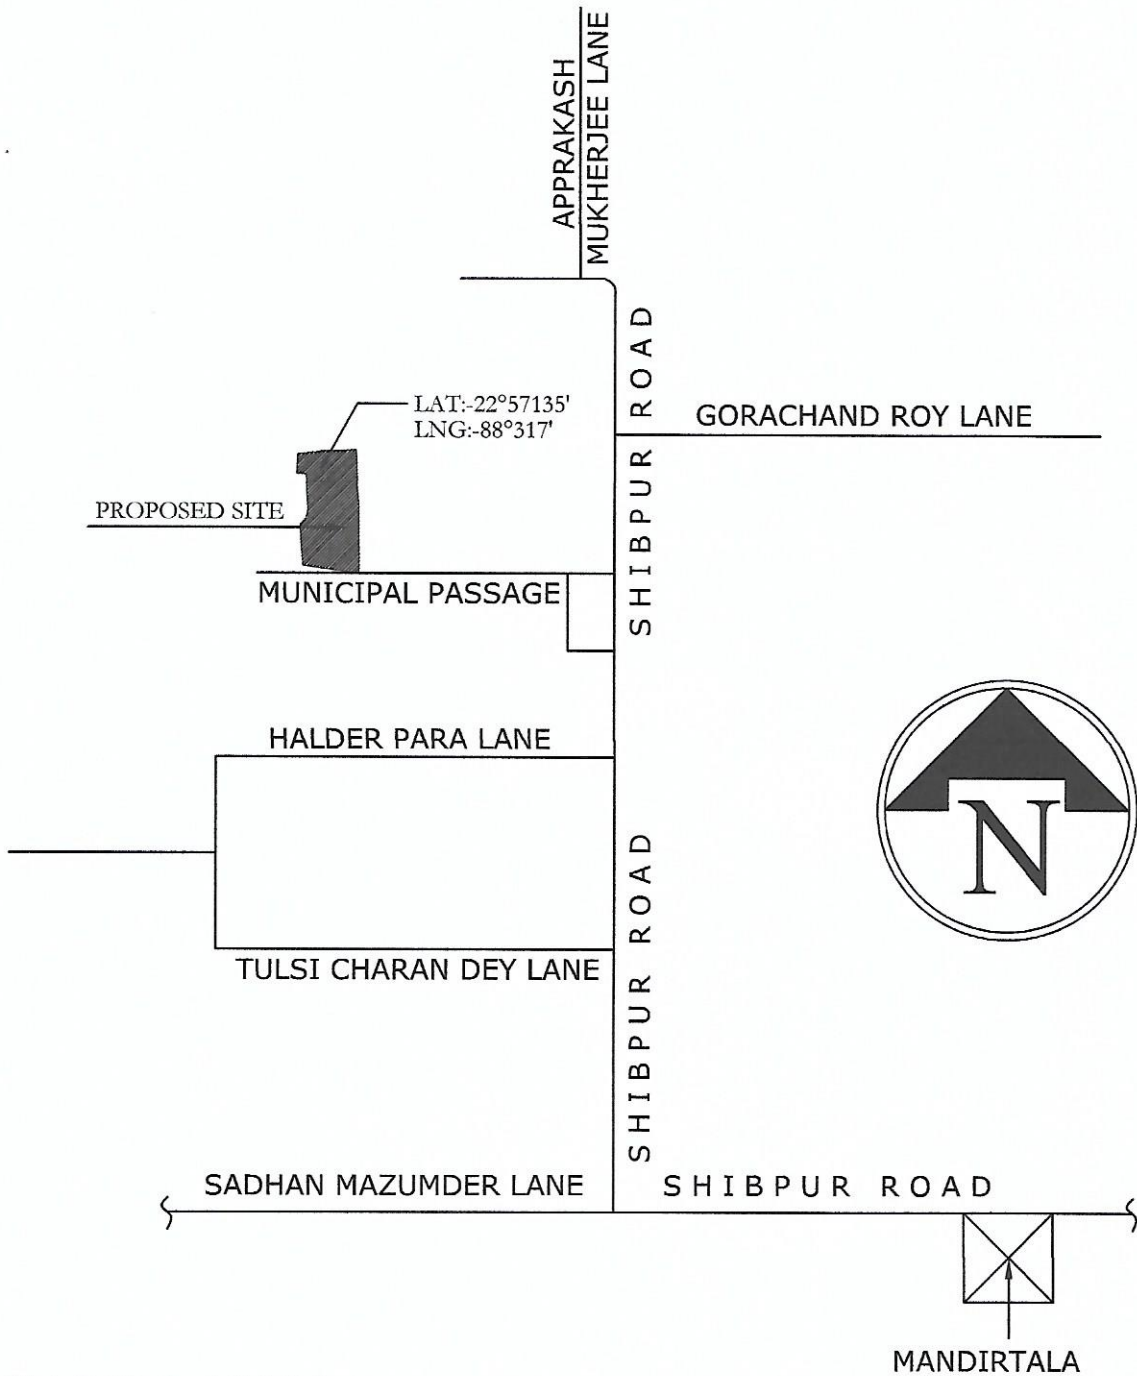 APPRAKASH
MUKHERJEE LANE
SHIBPUR ROAD
LAT:-22°57135'
LNG:-88°317'
GORACHAND ROY LANE
PROPOSED SITE
MUNICIPAL PASSAGE
HALDER PARA LANE
N
SHIBPUR ROAD
TULSI CHARAN DEY LANE
SADHAN MAZUMDER LANE
SHIBPUR ROAD
MANDIRTALA